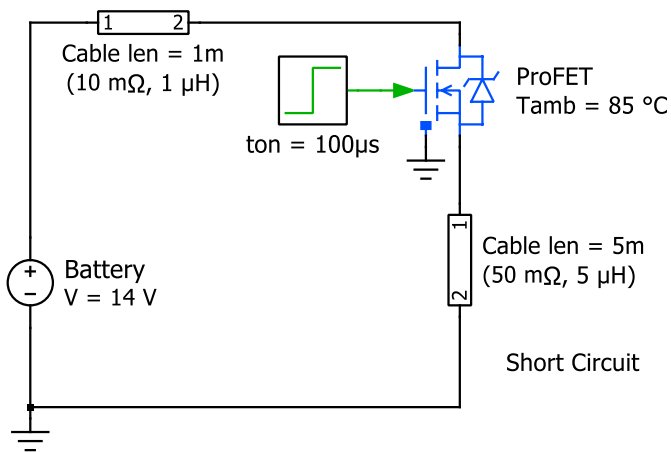 1 2
Cable len = 1m
(10 mΩ, 1 µH)
ton = 100µs
ProFET
Tamb = 85 °C
+
−
Battery
V = 14 V
1
2
Cable len = 5m
(50 mΩ, 5 µH)
Short Circuit